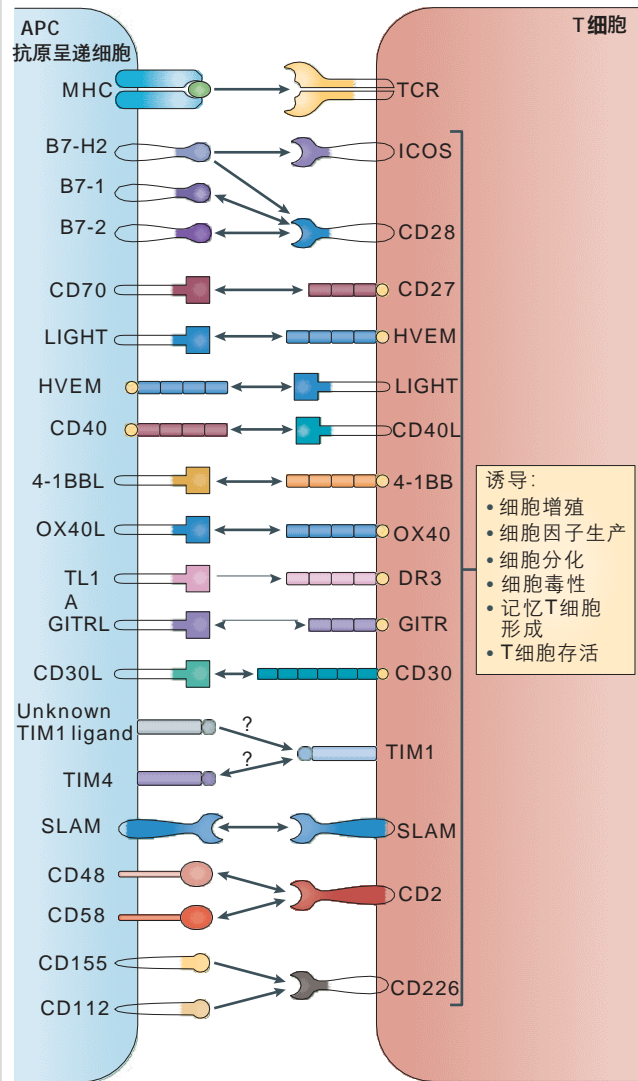 APC
抗原呈递细胞
T细胞
MHC
TCR
B7-H2
ICOS
B7-1
B7-2
CD28
CD70
CD27
LIGHT
HVEM
HVEM
LIGHT
CD40
CD40L
4-1BBL
4-1BB
OX40L
OX40
TL1
A
DR3
GITRL
GITR
CD30L
CD30
Unknown
TIM1 ligand
?
TIM1
?
TIM4
SLAM
SLAM
CD48
CD2
CD58
CD155
CD226
CD112
诱导:
• 细胞增殖
• 细胞因子生产
• 细胞分化
• 细胞毒性
• 记忆T细胞
形成
• T细胞存活